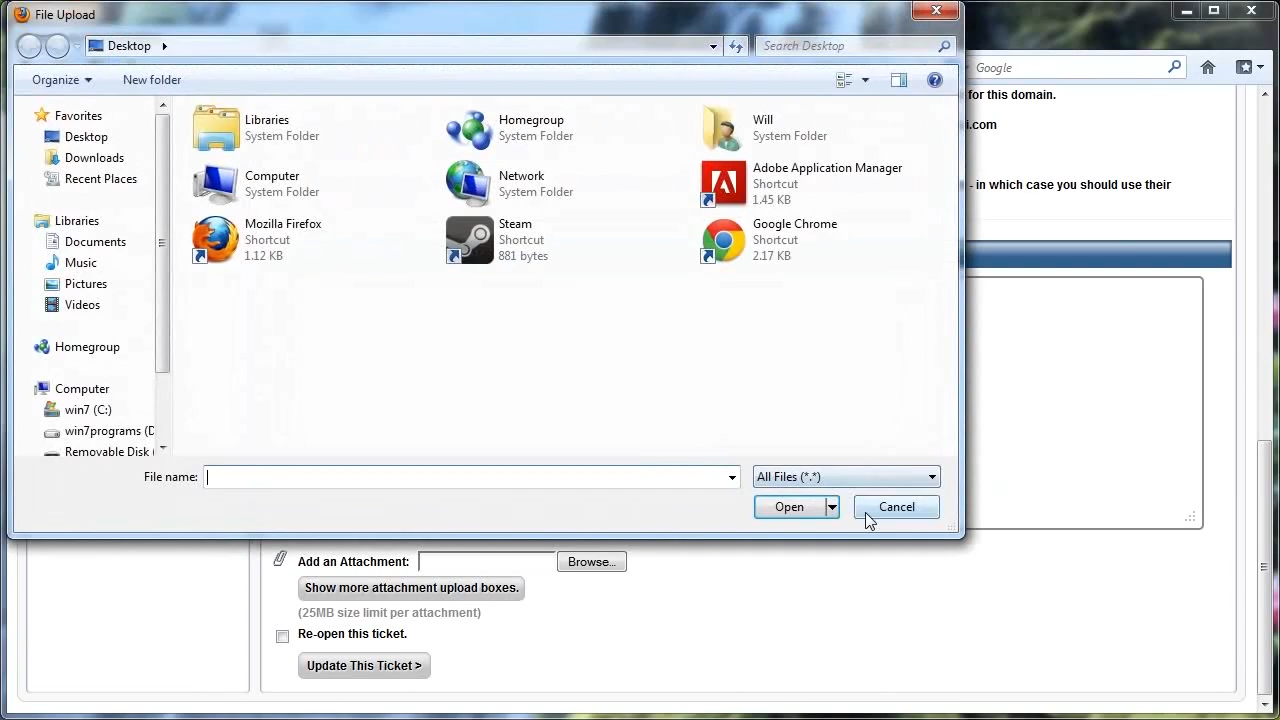 File Upload
Desktop
Search Desktop
Google
Organize
New folder
for this domain.
i.com
- in which case you should use their
Favorites
Desktop
Downloads
Recent Places
Libraries
Documents
Music
Pictures
Videos
Homegroup
Computer
win7 (C:)
win7programs (D
Removable Disk (
Libraries
System Folder
Homegroup
System Folder
Will
System Folder
Computer
System Folder
Network
System Folder
Adobe Application Manager
Shortcut
1.45 KB
Mozilla Firefox
Shortcut
1.12 KB
Steam
Shortcut
881 bytes
Google Chrome
Shortcut
2.17 KB
File name:
All Files (*.*)
Open
Cancel
Add an Attachment:
Browse...
Show more attachment upload boxes.
(25MB size limit per attachment)
Re-open this ticket.
Update This Ticket >